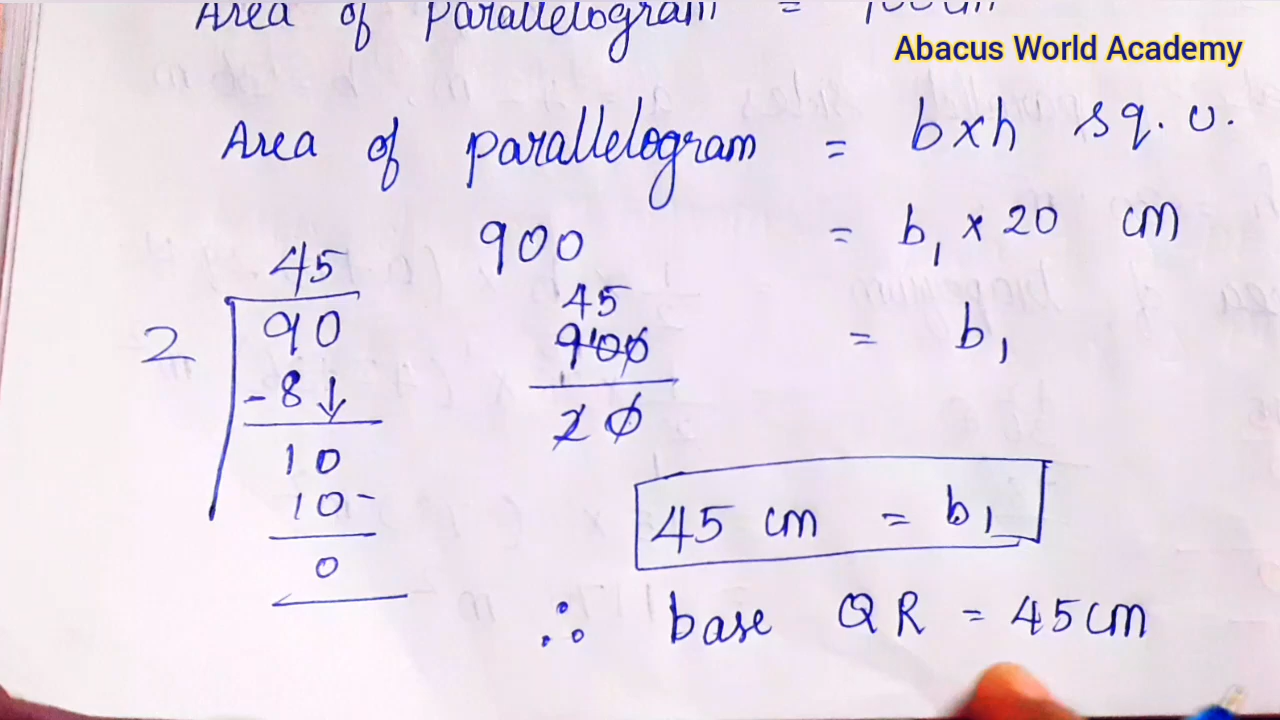 Area of parallelogram =
Abacus World Academy
Area of parallelogram = b×h sq. u.
900 = b₁ × 20 cm
45
2 90
- 8 ↓
10
10 -
0
45
900
20
= b₁
45 cm = b₁
∴ base QR = 45cm